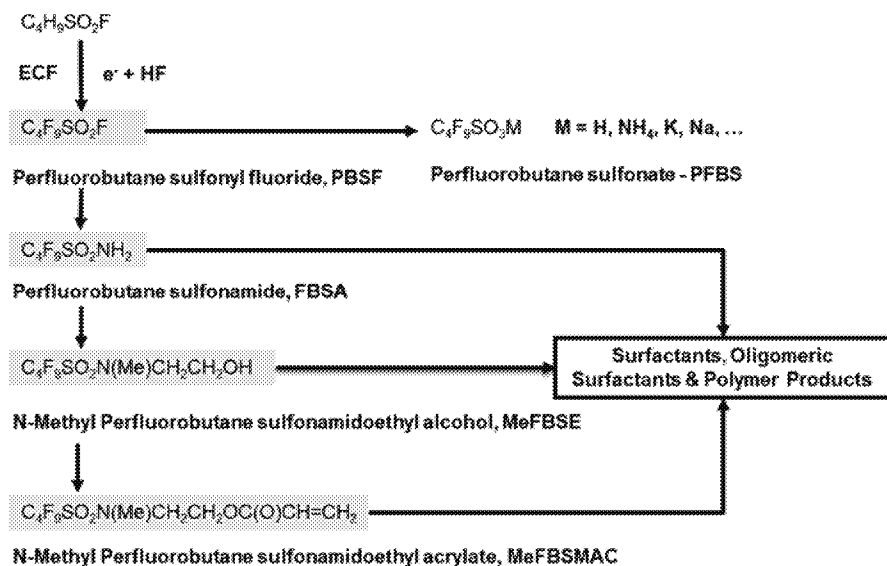 C₄H₉SO₂F
ECF e⁻ + HF
C₄F₉SO₂F C₄F₉SO₃M M = H, NH₄, K, Na, ...
Perfluorobutane sulfonyl fluoride, PBSF Perfluorobutane sulfonate - PFBS
C₄F₉SO₂NH₂
Perfluorobutane sulfonamide, FBSA
C₄F₉SO₂N(Me)CH₂CH₂OH
Surfactants, Oligomeric
Surfactants & Polymer Products
N-Methyl Perfluorobutane sulfonamidoethyl alcohol, MeFBSE
C₄F₉SO₂N(Me)CH₂CH₂OC(O)CH=CH₂
N-Methyl Perfluorobutane sulfonamidoethyl acrylate, MeFBSMAC